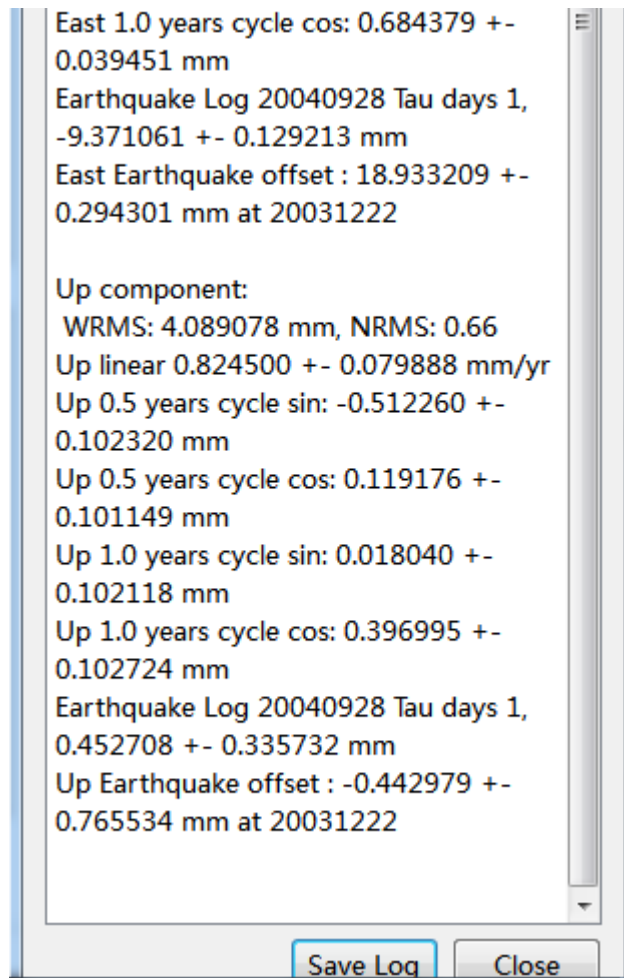 East 1.0 years cycle cos: 0.684379 +-
0.039451 mm
Earthquake Log 20040928 Tau days 1,
-9.371061 +- 0.129213 mm
East Earthquake offset : 18.933209 +-
0.294301 mm at 20031222
Up component:
WRMS: 4.089078 mm, NRMS: 0.66
Up linear 0.824500 +- 0.079888 mm/yr
Up 0.5 years cycle sin: -0.512260 +-
0.102320 mm
Up 0.5 years cycle cos: 0.119176 +-
0.101149 mm
Up 1.0 years cycle sin: 0.018040 +-
0.102118 mm
Up 1.0 years cycle cos: 0.396995 +-
0.102724 mm
Earthquake Log 20040928 Tau days 1,
0.452708 +- 0.335732 mm
Up Earthquake offset : -0.442979 +-
0.765534 mm at 20031222
Save Log Close